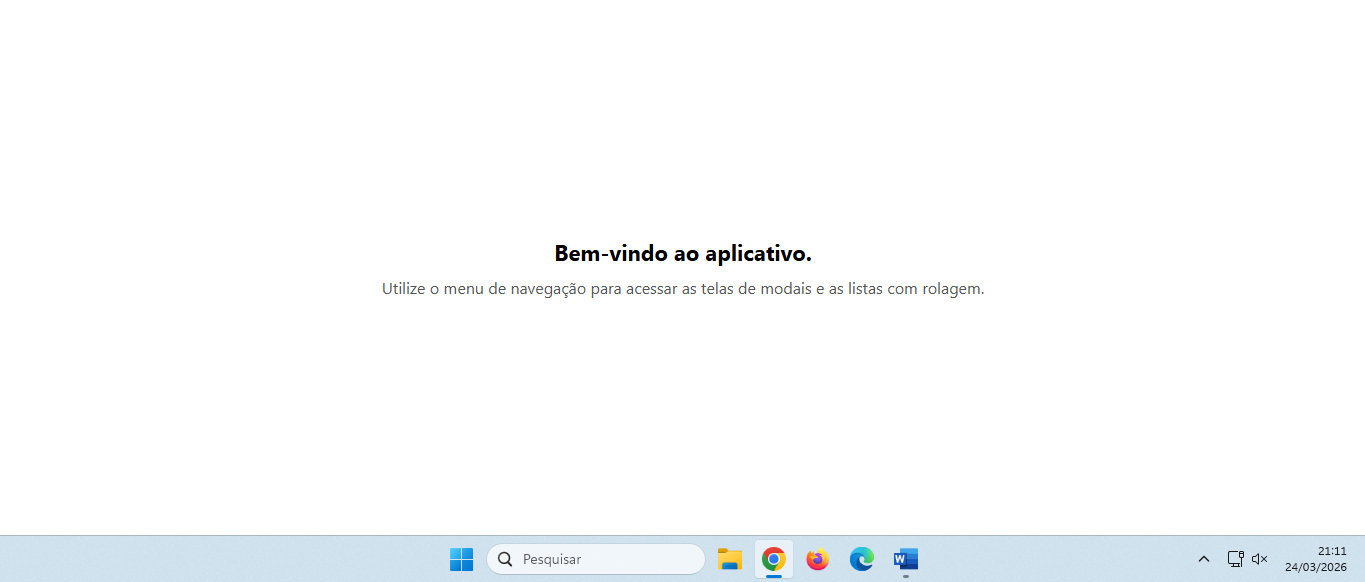 Bem-vindo ao aplicativo.
Utilize o menu de navegação para acessar as telas de modais e as listas com rolagem.
Pesquisar
W
21:11
24/03/2026